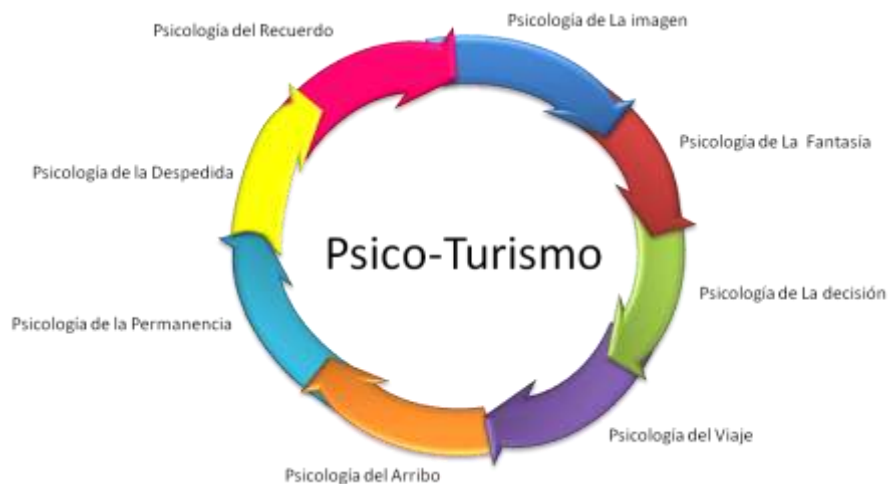 Psicología del Recuerdo
Psicología de La imagen
Psicología de La Fantasía
Psicología de la Despedida
Psico-Turismo
Psicología de La decisión
Psicología de la Permanencia
Psicología del Viaje
Psicología del Arribo